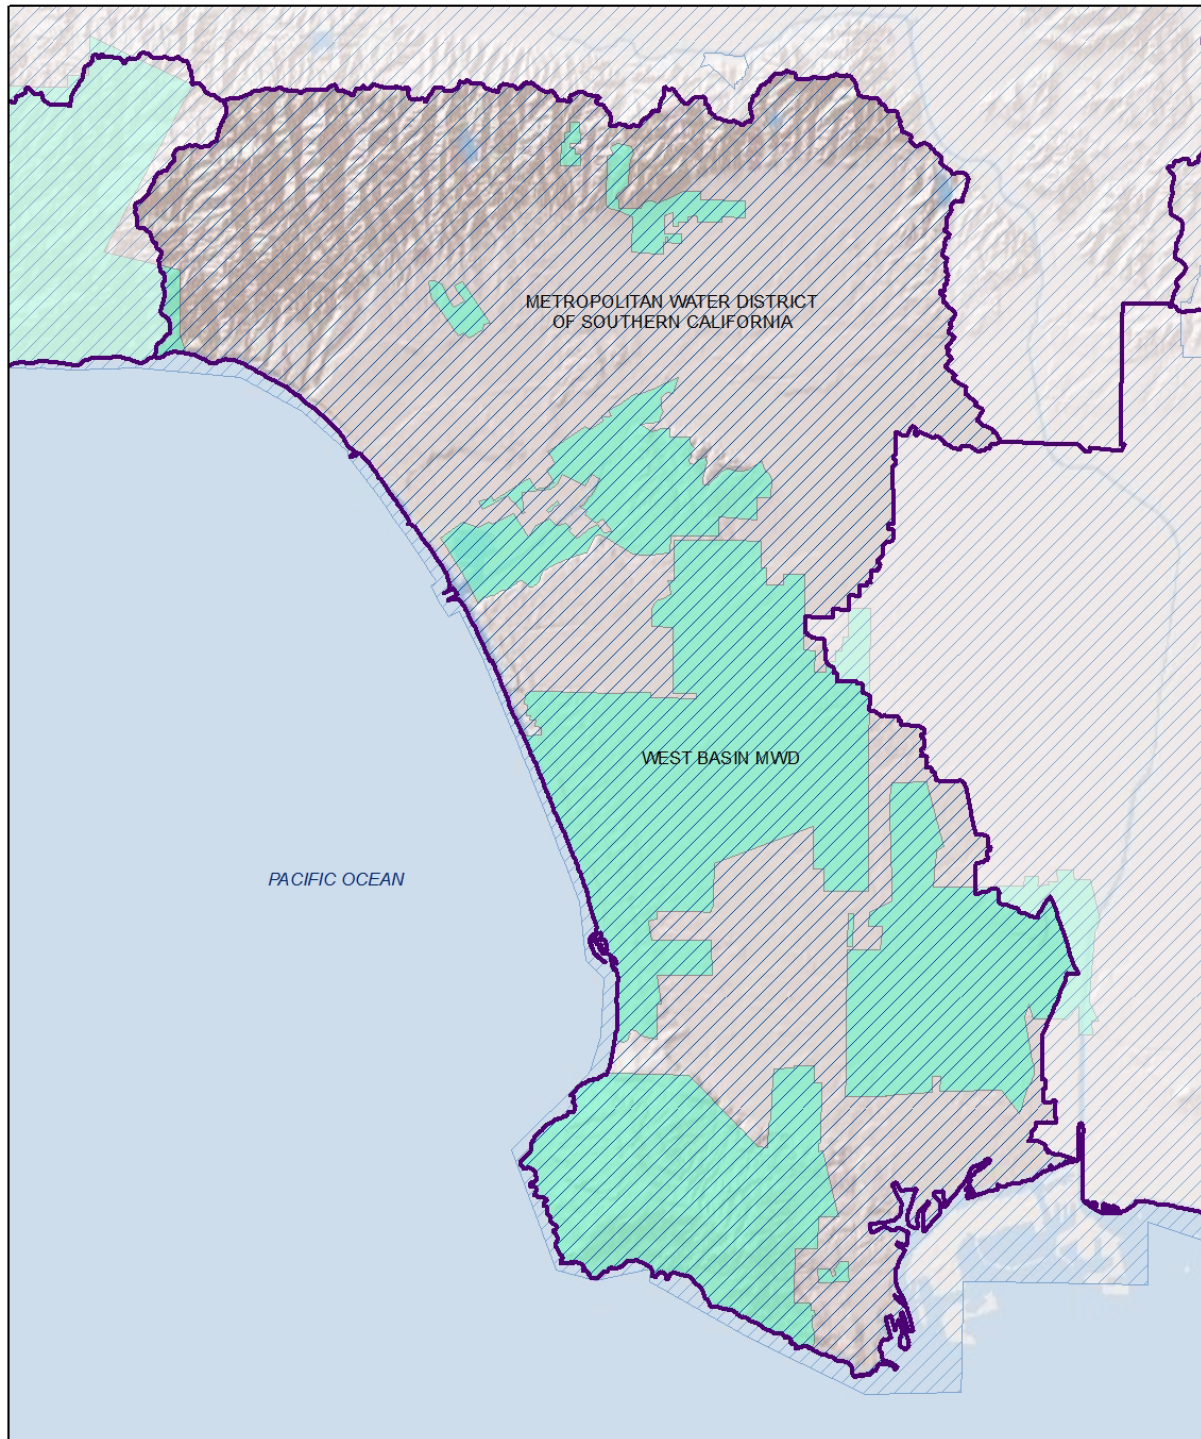 METROPOLITAN WATER DISTRICT
OF SOUTHERN CALIFORNIA
WEST BASIN MWD
PACIFIC OCEAN